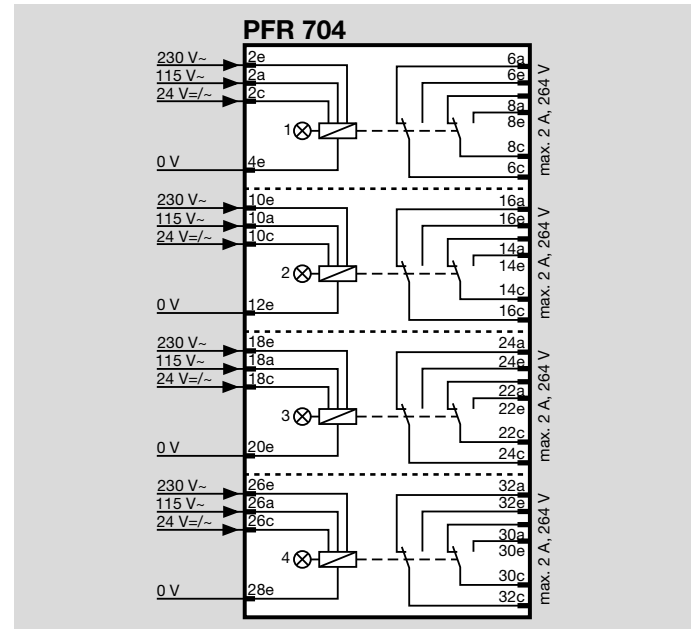 PFR 704
230 V~ 2e 6a
115 V~ 2a 6e
24 V=/~ 2c
8a
8e
1
8c
0 V 4e 6c
max. 2 A, 264 V
230 V~ 10e 16a
115 V~ 10a 16e
24 V=/~ 10c
14a
14e
2
14c
0 V 12e 16c
max. 2 A, 264 V
230 V~ 18e 24a
115 V~ 18a 24e
24 V=/~ 18c
22a
22e
3
22c
0 V 20e 24c
max. 2 A, 264 V
230 V~ 26e 32a
115 V~ 26a 32e
24 V=/~ 26c
30a
30e
4
30c
0 V 28e 32c
max. 2 A, 264 V